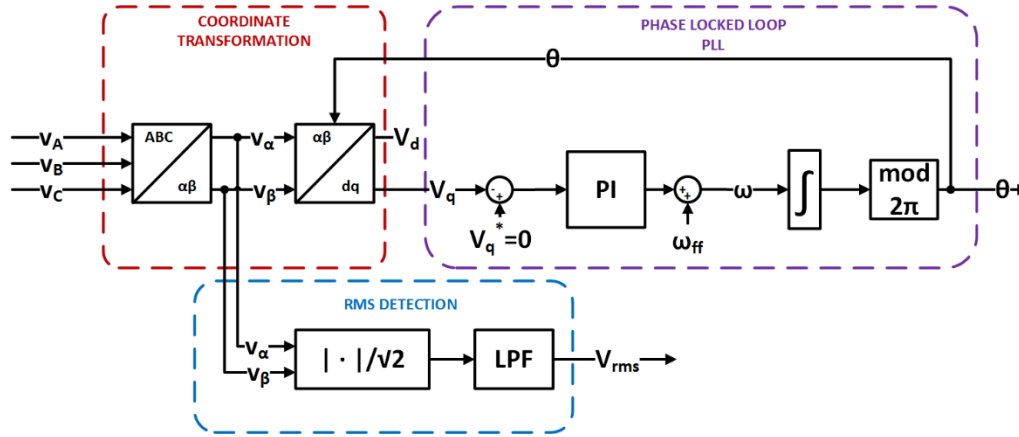 COORDINATE
TRANSFORMATION
PHASE LOCKED LOOP
PLL
θ
v_A
v_B
v_C
ABC
αβ
v_α
v_β
αβ
dq
V_d
V_q
-
+
V_q^*=0
PI
+
+
ω_ff
ω
∫
mod
2π
θ
RMS DETECTION
v_α
v_β
| · |/√2
LPF
V_rms